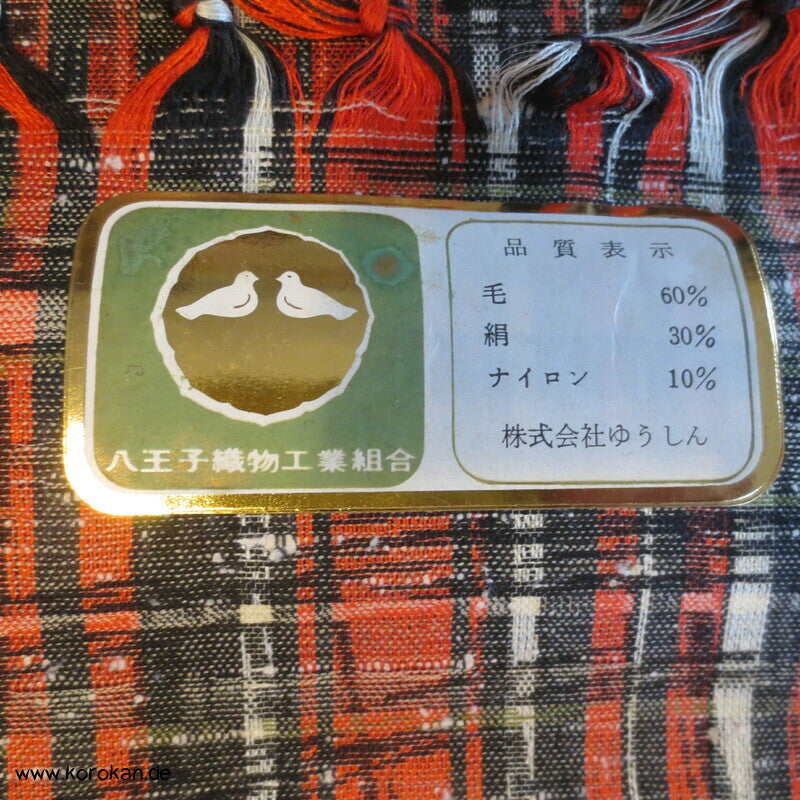 八王子織物工業組合
品質表示
毛 60%
絹 30%
ナイロン 10%
株式会社ゆうしん
www.korokan.de